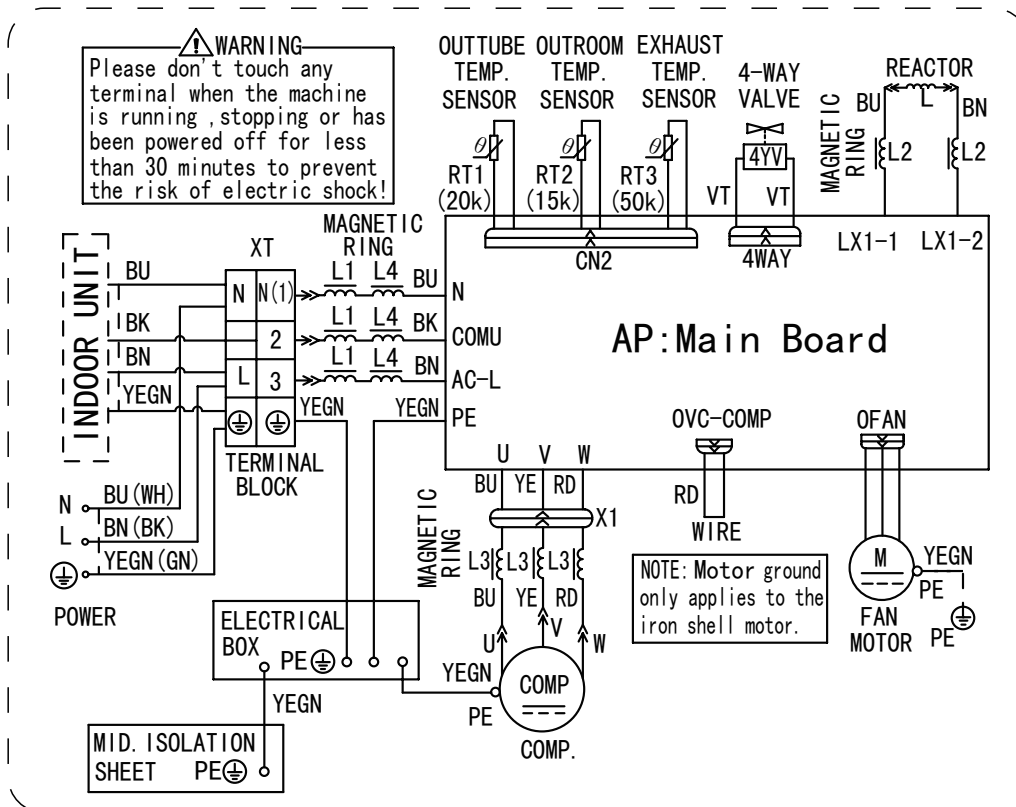 WARNING
Please don't touch any
terminal when the machine
is running ,stopping or has
been powered off for less
than 30 minutes to prevent
the risk of electric shock!
OUTTUBE
TEMP.
SENSOR
OUTROOM
TEMP.
SENSOR
EXHAUST
TEMP.
SENSOR
4-WAY
VALVE
REACTOR
BU
L
BN
MAGNETIC
RING
L2
L2
θ
RT1
(20k)
θ
RT2
(15k)
θ
RT3
(50k)
4YV
VT
VT
CN2
4WAY
LX1-1
LX1-2
INDOOR UNIT
BU
BK
BN
YEGN
XT
N
N(1)
2
L
3
TERMINAL
BLOCK
MAGNETIC
RING
L1
L4
BU
N
L1
L4
BK
COMU
L1
L4
BN
AC-L
YEGN
YEGN
PE
AP:Main Board
OVC-COMP
RD
WIRE
OFAN
M
FAN
MOTOR
YEGN
PE
PE
NOTE: Motor ground
only applies to the
iron shell motor.
U
V
W
BU
YE
RD
X1
MAGNETIC
RING
L3
L3
L3
BU
YE
RD
U
V
W
COMP
COMP.
YEGN
PE
N
BU(WH)
L
BN(BK)
YEGN(GN)
POWER
ELECTRICAL
BOX
PE
YEGN
MID. ISOLATION
SHEET
PE